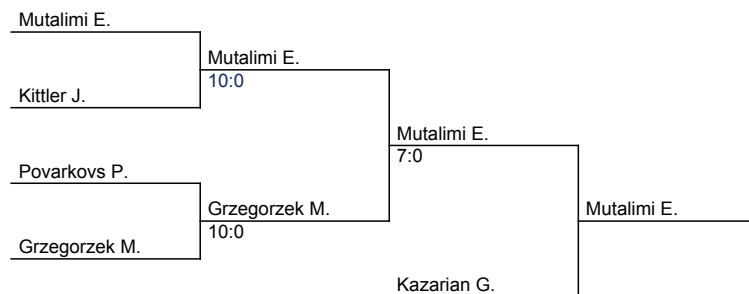 Mutalimi E.
Mutalimi E.
10:0
Kittler J.
Mutalimi E.
7:0
Povarkovs P.
Grzegorzek M.
10:0
Mutalimi E.
Grzegorzek M.
Kazarian G.